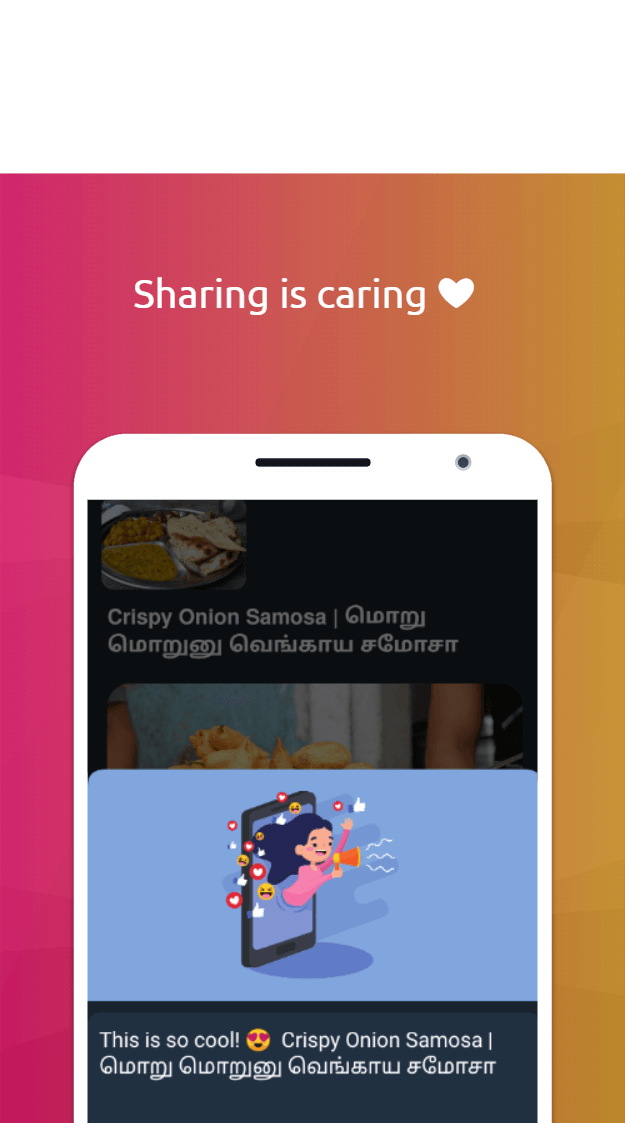 Sharing is caring 🤍
Crispy Onion Samosa | மொறு
மொறுனு வெங்காய சமோசா
This is so cool! 😍 Crispy Onion Samosa |
மொறு மொறுனு வெங்காய சமோசா